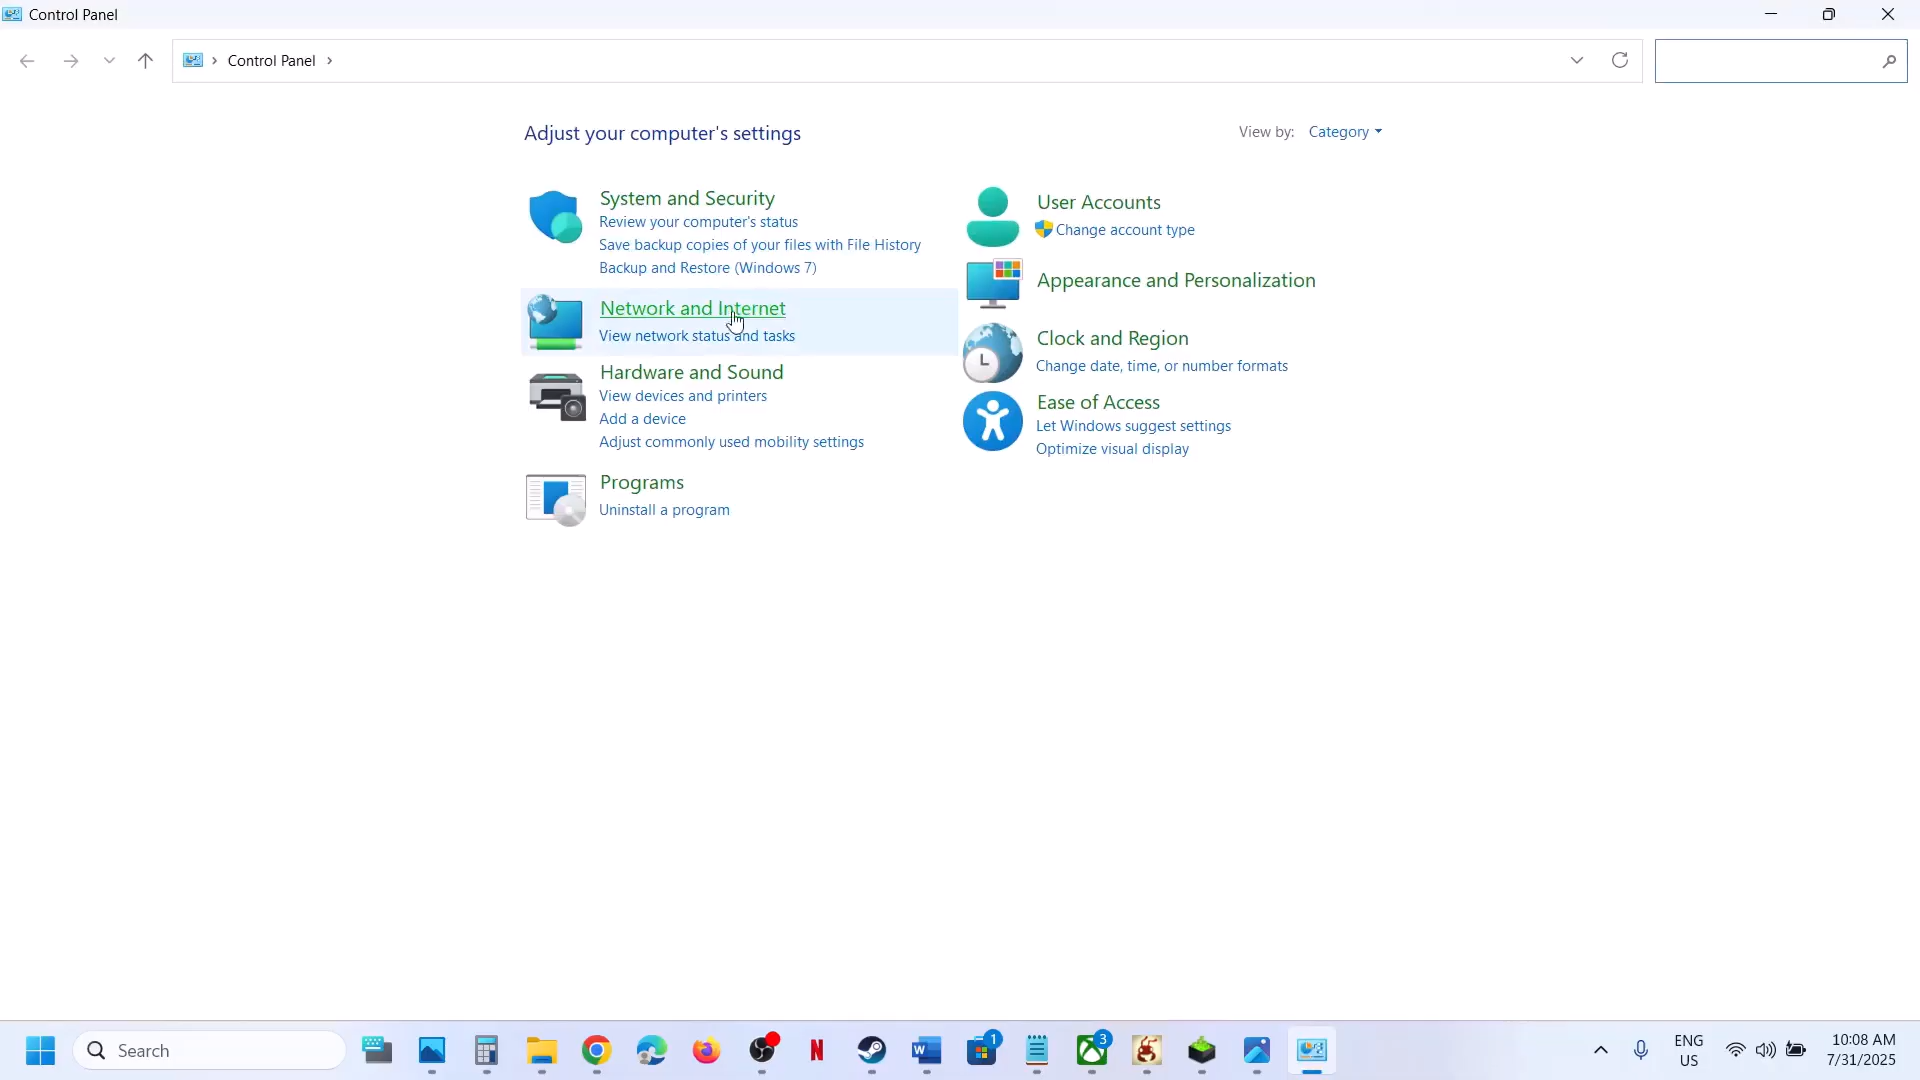 Control Panel
Control Panel
Adjust your computer's settings
View by: Category
System and Security
Review your computer's status
Save backup copies of your files with File History
Backup and Restore (Windows 7)
Network and Internet
View network status and tasks
Hardware and Sound
View devices and printers
Add a device
Adjust commonly used mobility settings
Programs
Uninstall a program
User Accounts
Change account type
Appearance and Personalization
Clock and Region
Change date, time, or number formats
Ease of Access
Let Windows suggest settings
Optimize visual display
Search
N
W
1
3
ENG
US
10:08 AM
7/31/2025